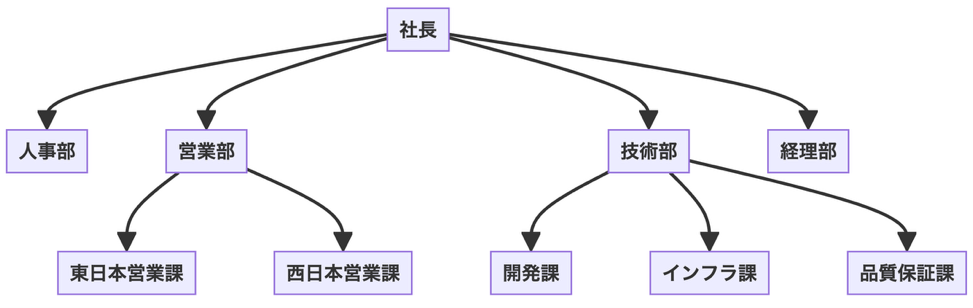 社長
人事部
営業部
技術部
経理部
東日本営業課
西日本営業課
開発課
インフラ課
品質保証課